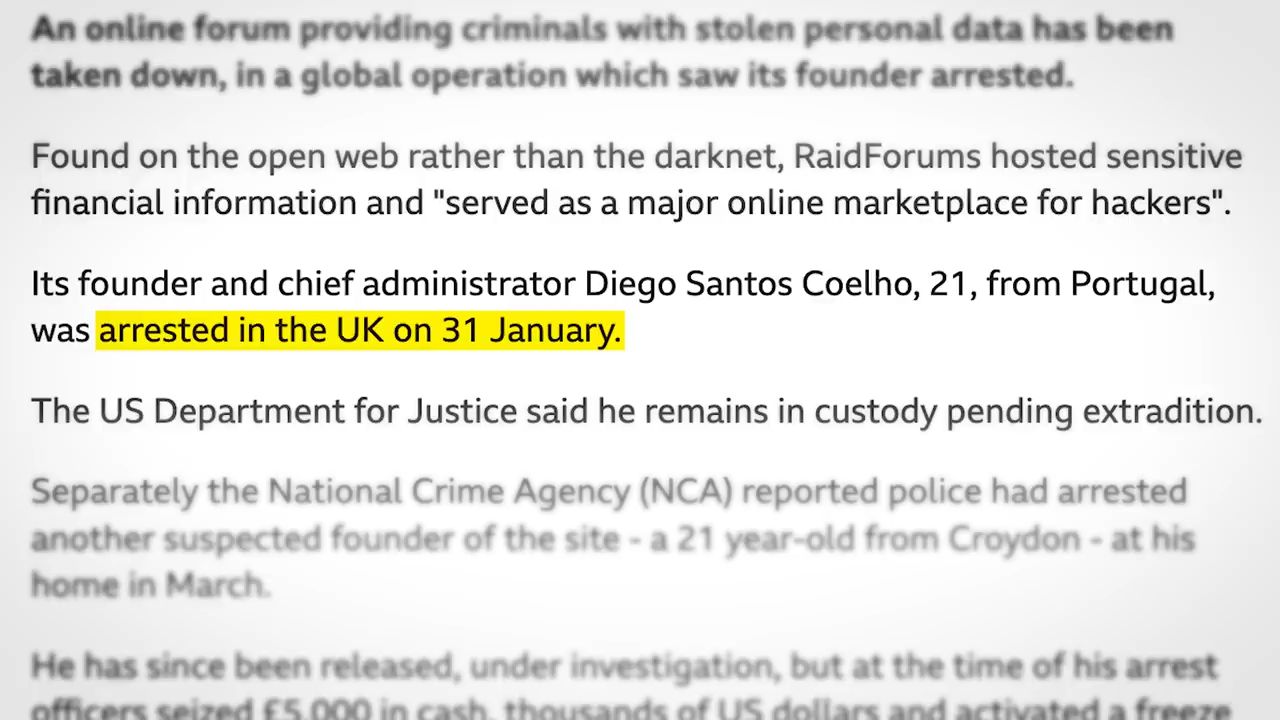 An online forum providing criminals with stolen personal data has been
taken down, in a global operation which saw its founder arrested.
Found on the open web rather than the darknet, RaidForums hosted sensitive
financial information and "served as a major online marketplace for hackers".
Its founder and chief administrator Diego Santos Coelho, 21, from Portugal,
was arrested in the UK on 31 January.
The US Department for Justice said he remains in custody pending extradition.
Separately the National Crime Agency (NCA) reported police had arrested
another suspected founder of the site - a 21 year-old from Croydon - at his
home in March.
He has since been released, under investigation, but at the time of his arrest
officers seized £5,000 in cash, thousands of US dollars and activated a freeze